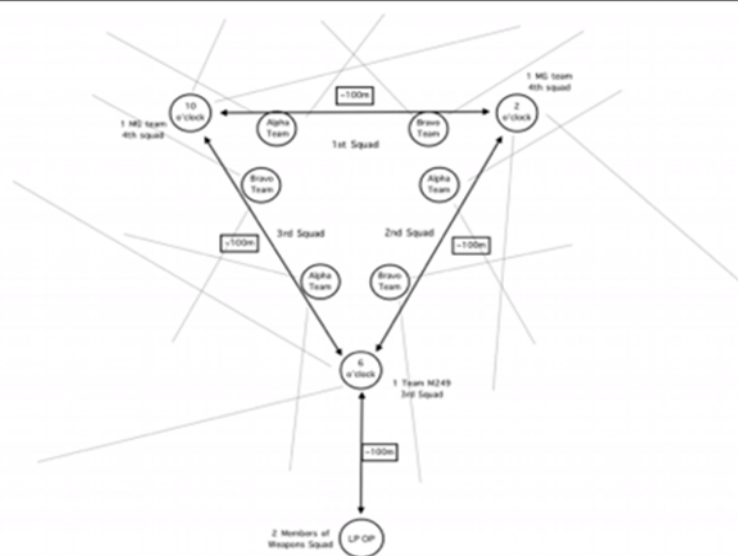 1 MG team
4th squad
~100m
10
o'clock
2
o'clock
Alpha
Team
Bravo
Team
1 MG team
4th squad
1st Squad
Bravo
Team
Alpha
Team
3rd Squad
2nd Squad
~100m
~100m
Alpha
Team
Bravo
Team
6
o'clock
1 Team M249
3rd Squad
~100m
2 Members of
Weapons Squad
LP OP